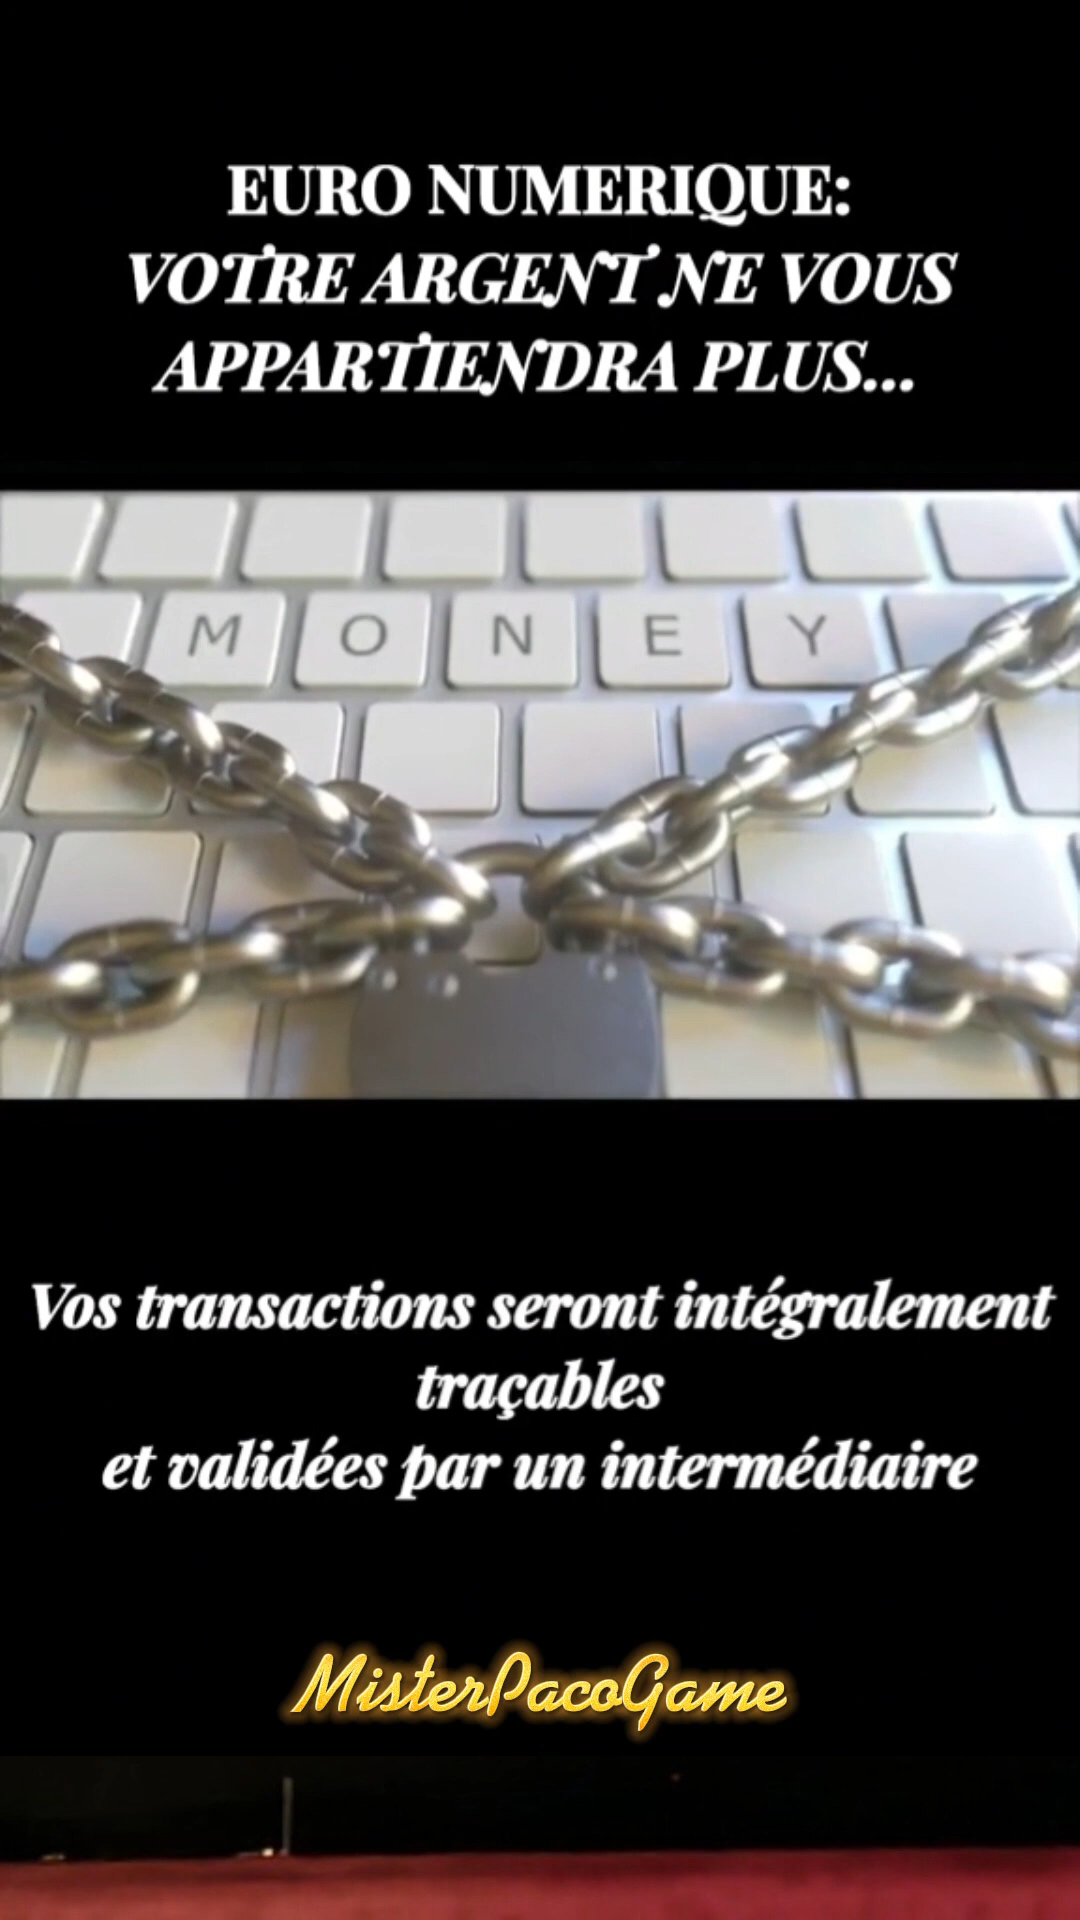 EURO NUMERIQUE:
VOTRE ARGENT NE VOUS
APPARTIENDRA PLUS...
M O N E Y
Vos transactions seront intégralement
traçables
et validées par un intermédiaire
MisterPacoGame